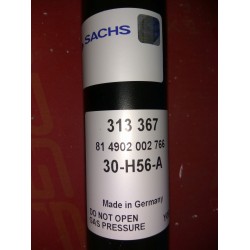 SACHS
313 367
81 4902 002 766
30-H56-A
Made in Germany
DO NOT OPEN
GAS PRESSURE